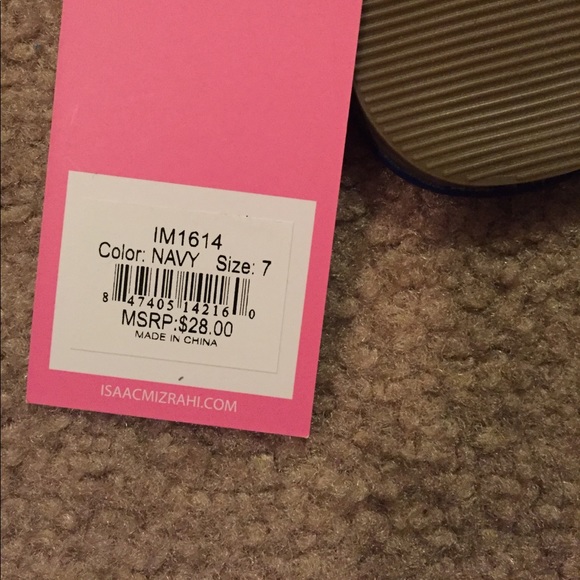 IM1614
Color: NAVY Size: 7
8 47405 14216 0
MSRP:$28.00
MADE IN CHINA
ISAACMIZRAHI.COM